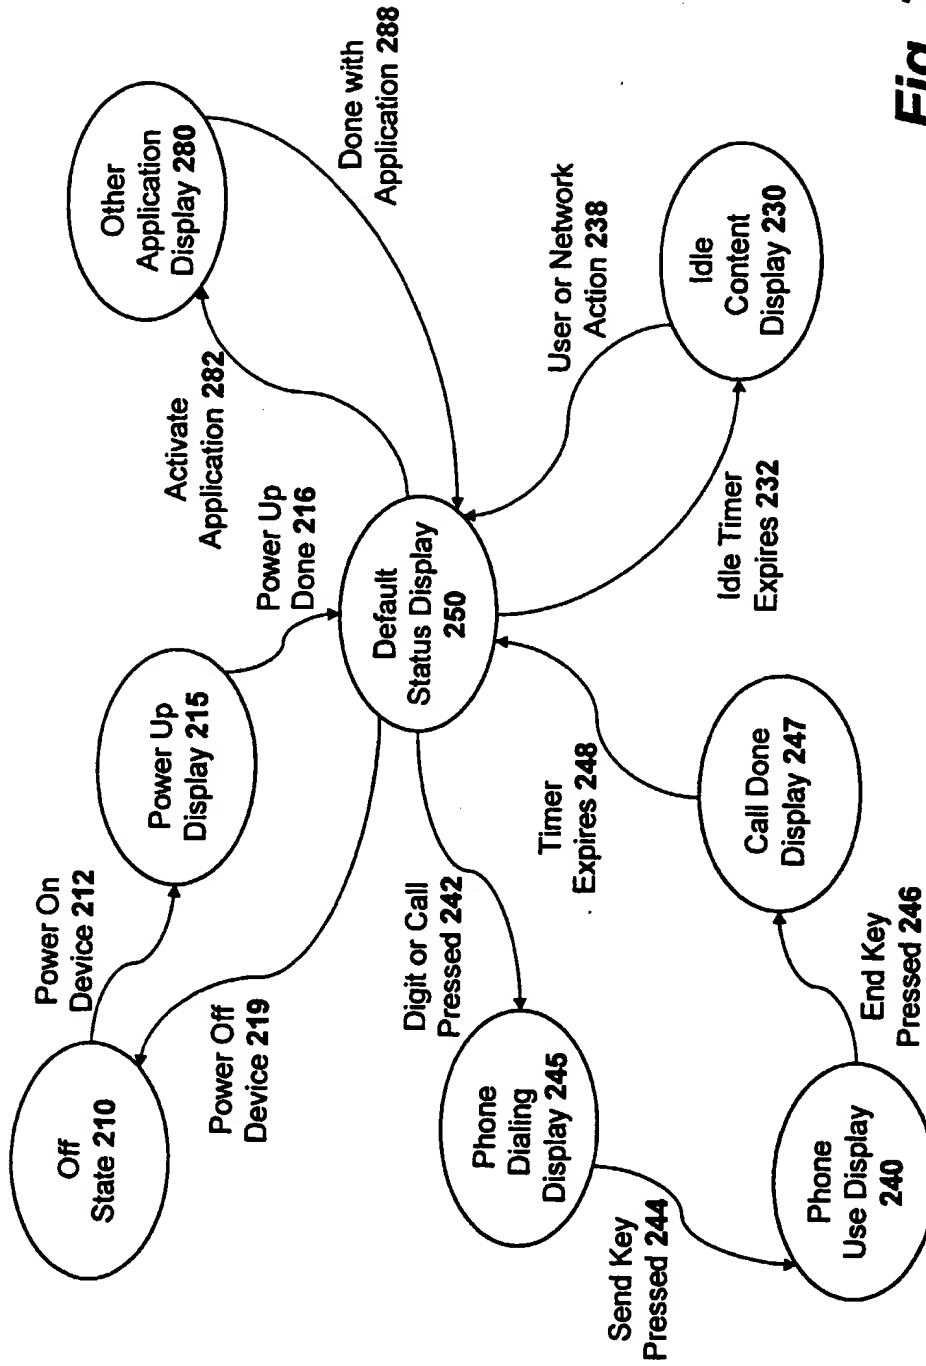 Off
State 210
Power On
Device 212
Power Up
Display 215
Power Up
Done 216
Activate
Application 282
Other
Application
Display 280
Done with
Application 288
Power Off
Device 219
Default
Status Display
250
Digit or Call
Pressed 242
User or Network
Action 238
Phone
Dialing
Display 245
Timer
Expires 248
Idle Timer
Expires 232
Idle
Content
Display 230
Send Key
Pressed 244
Call Done
Display 247
Phone
Use Display
240
End Key
Pressed 246
Fig.